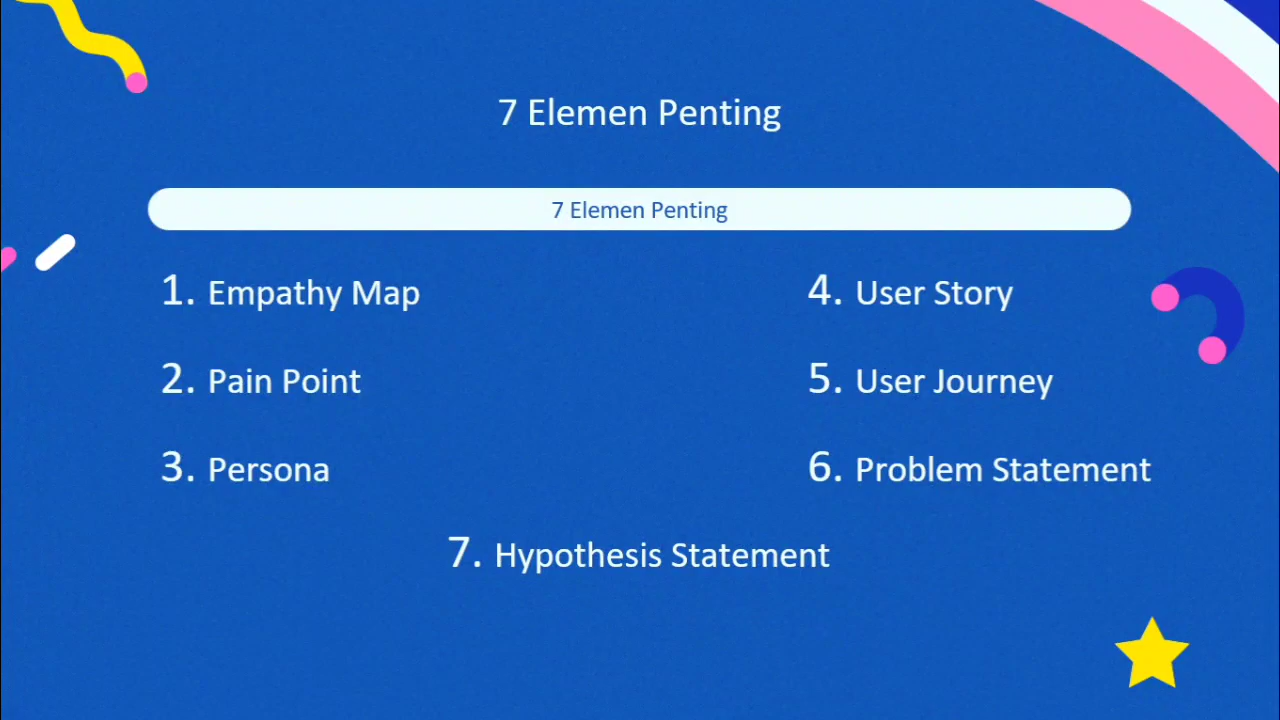 7 Elemen Penting
7 Elemen Penting
1. Empathy Map
2. Pain Point
3. Persona
4. User Story
5. User Journey
6. Problem Statement
7. Hypothesis Statement